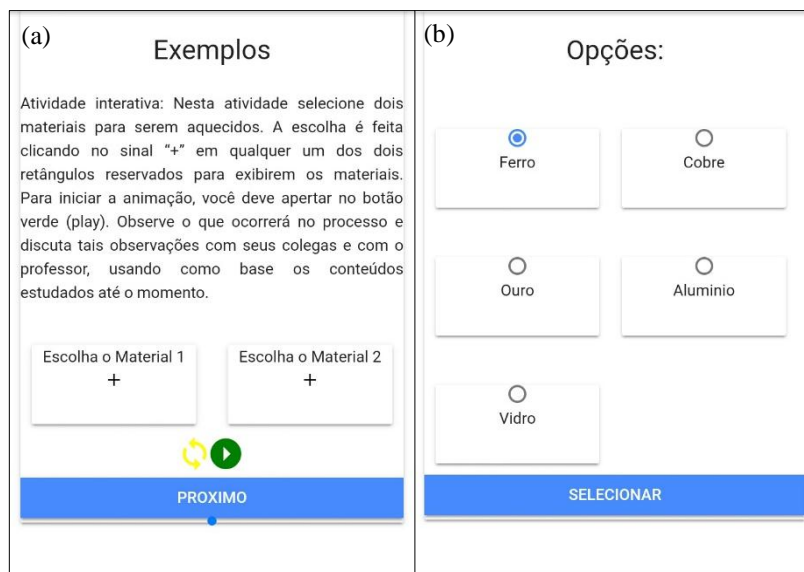 (a)
Exemplos
Atividade interativa: Nesta atividade selecione dois
materiais para serem aquecidos. A escolha é feita
clicando no sinal “+” em qualquer um dos dois
retângulos reservados para exibirem os materiais.
Para iniciar a animação, você deve apertar no botão
verde (play). Observe o que ocorrerá no processo e
discuta tais observações com seus colegas e com o
professor, usando como base os conteúdos
estudados até o momento.
Escolha o Material 1
+
Escolha o Material 2
+
PROXIMO
(b)
Opções:
Ferro
Cobre
Ouro
Aluminio
Vidro
SELECIONAR